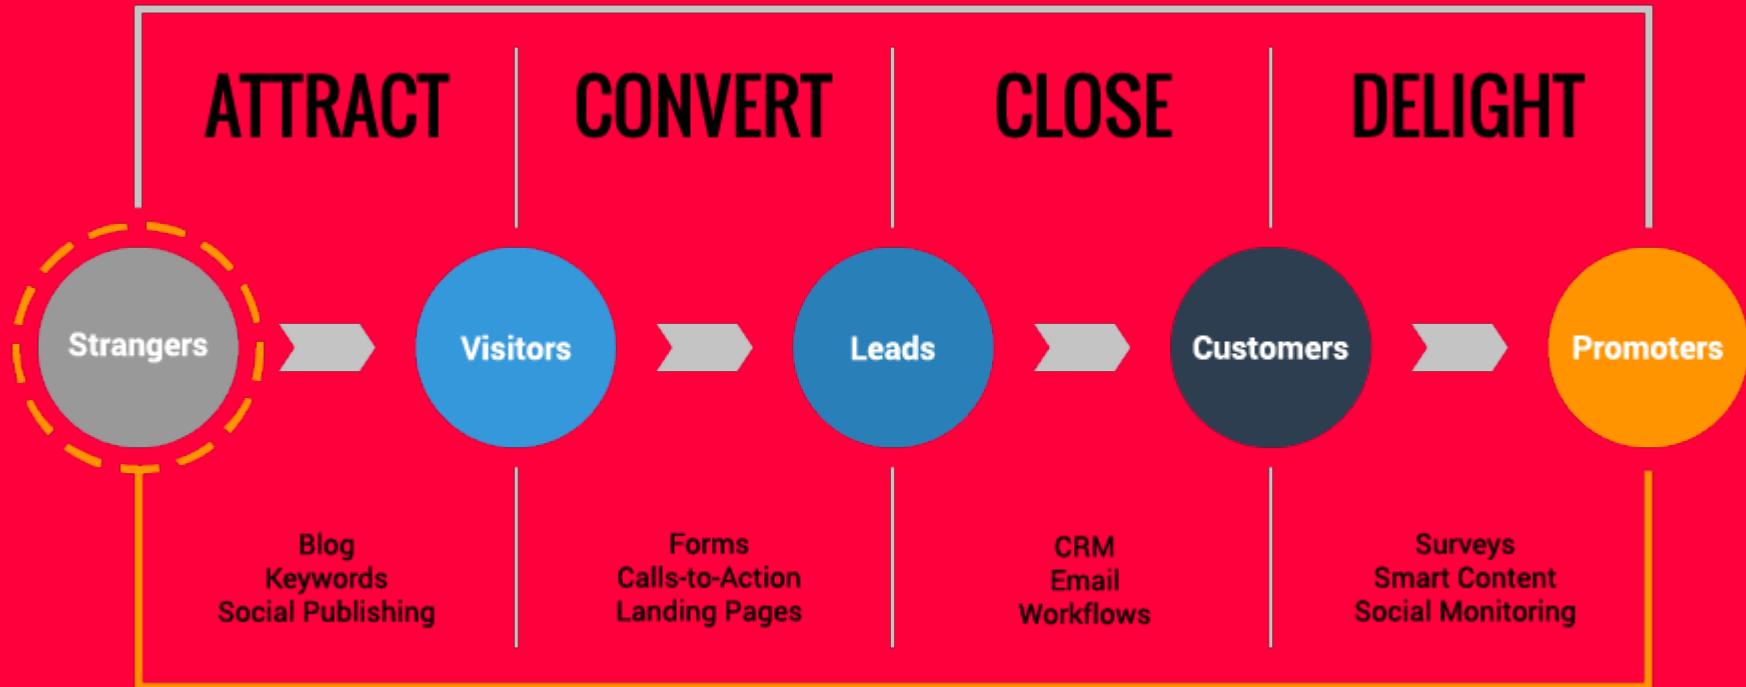 ATTRACT
CONVERT
CLOSE
DELIGHT
Strangers
Visitors
Leads
Customers
Promoters
Blog
Keywords
Social Publishing
Forms
Calls-to-Action
Landing Pages
CRM
Email
Workflows
Surveys
Smart Content
Social Monitoring